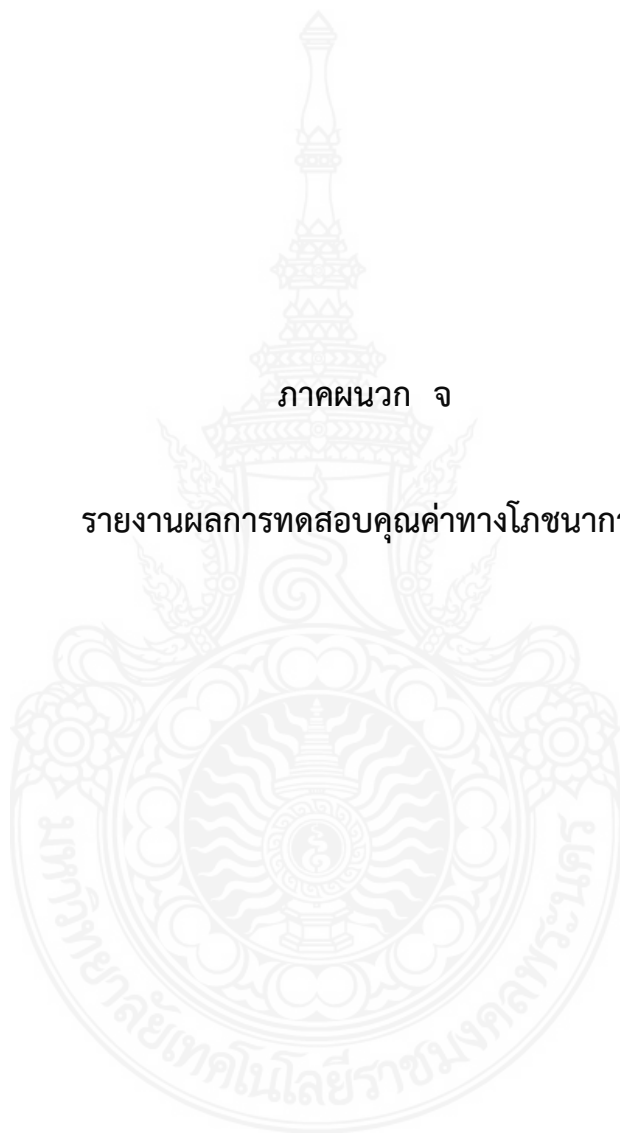 ภาคผนวก จ
รายงานผลการทดสอบคุณค่าทางโภชนากา
มหาวิทยาลัยเทคโนโลยีราชมงคลพระนคร